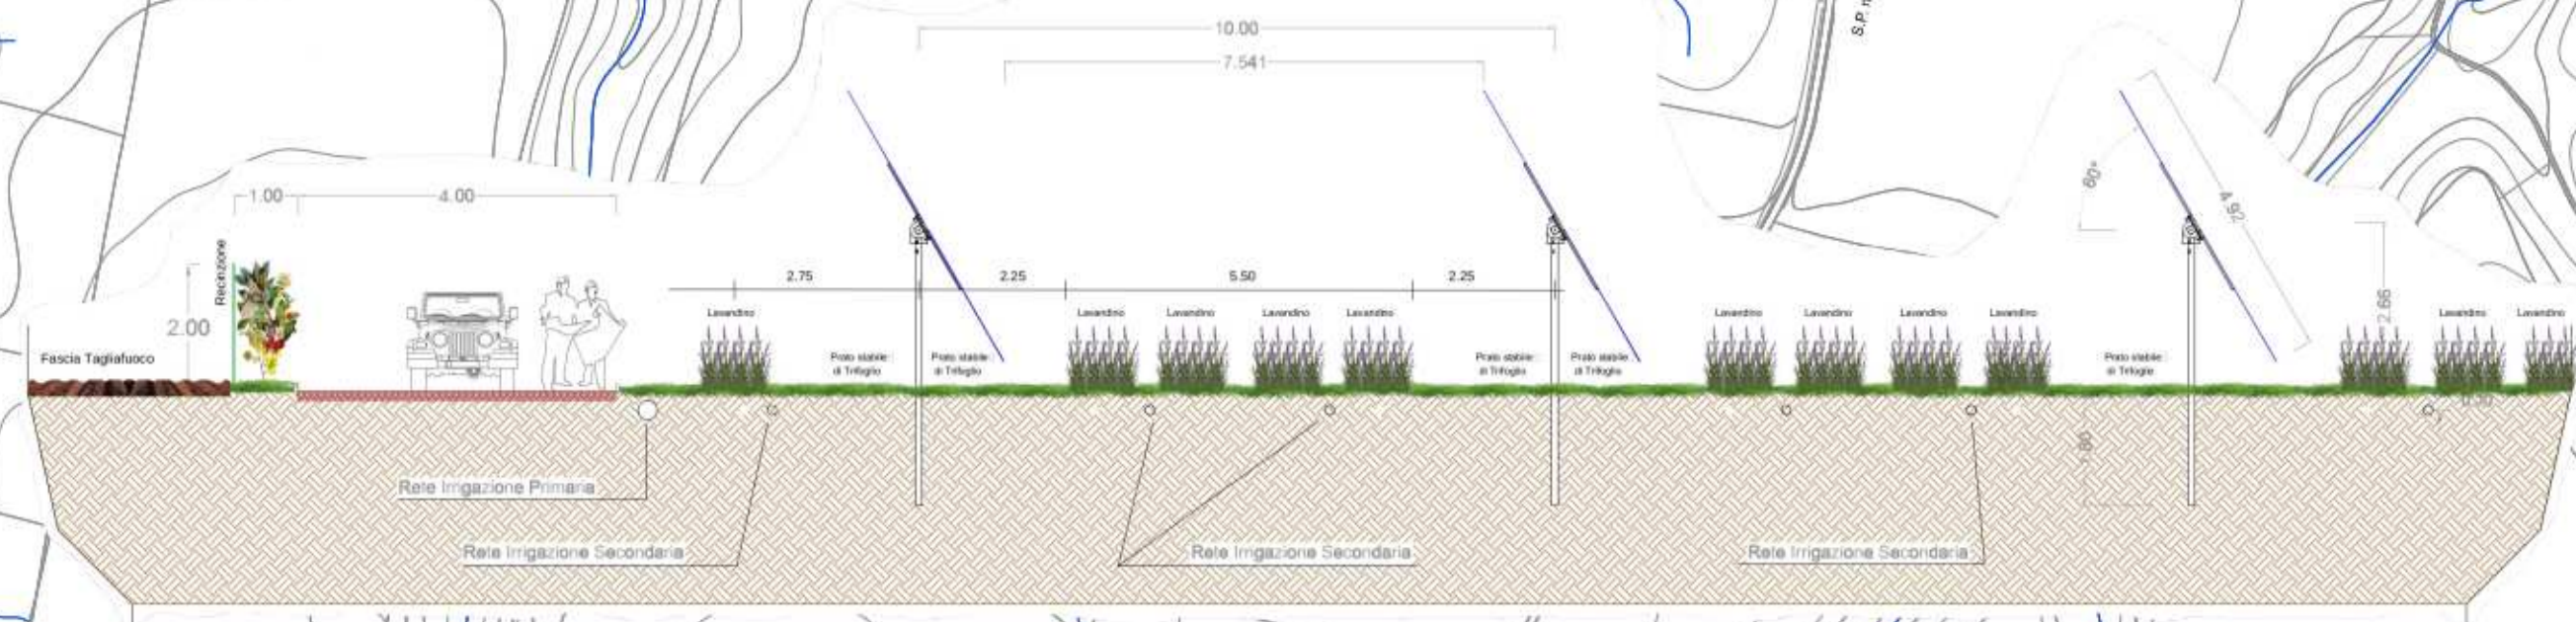 S.P.
10.00
7.541
1.00
4.00
60°
4.92
Recinzione
2.00
2.75
2.25
5.50
2.25
2.66
Lavandino
Lavandino
Lavandino
Lavandino
Lavandino
Lavandino
Lavandino
Lavandino
Lavandino
Lavandino
Lavandino
Fascia Tagliafuoco
Prato stabile
di Trifoglio
Prato stabile
di Trifoglio
Prato stabile
di Trifoglio
Prato stabile
di Trifoglio
Prato stabile
di Trifoglio
Rete Irrigazione Primaria
Rete Irrigazione Secondaria
Rete Irrigazione Secondaria
Rete Irrigazione Secondaria